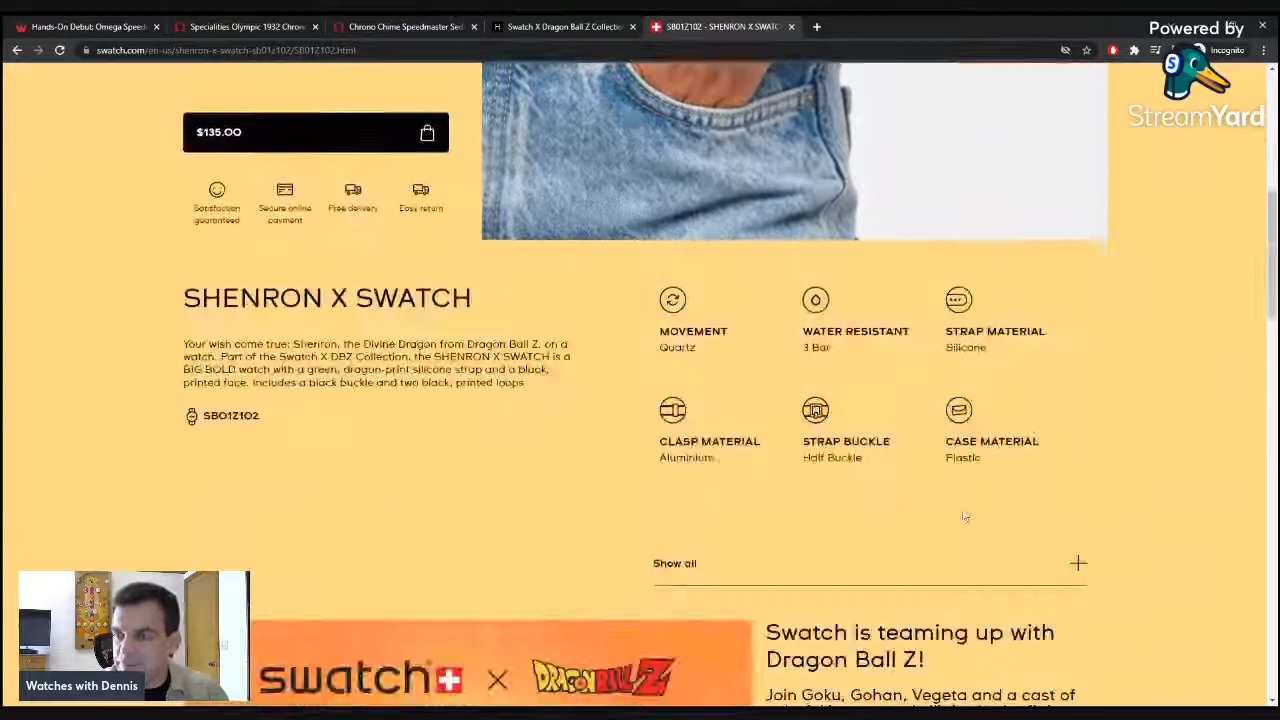 Hands-On Debut: Omega Speed
Specialities Olympic 1932 Chron
Chrono Chime Speedmaster Se
Swatch X Dragon Ball Z Collectio
SB01Z102 - SHENRON X SWATC
Powered by
swatch.com/en-us/shenron-x-swatch-sb01z102/SB01Z102.html
Incognito
S
StreamYard
$135.00
Satisfaction guaranteed
Secure online payment
Free delivery
Easy return
SHENRON X SWATCH
Your wish come true: Shenron, the Divine Dragon from Dragon Ball Z, on a
watch. Part of the Swatch X DBZ Collection, the SHENRON X SWATCH is a
BIG BOLD watch with a green, dragon-print silicone strap and a black,
printed face. Includes a black buckle and two black, printed loops
SB01Z102
MOVEMENT
Quartz
WATER RESISTANT
3 Bar
STRAP MATERIAL
Silicone
CLASP MATERIAL
Aluminium
STRAP BUCKLE
Half Buckle
CASE MATERIAL
Plastic
Show all
swatch
X
DRAGON BALL Z
Swatch is teaming up with
Dragon Ball Z!
Join Goku, Gohan, Vegeta and a cast of
Watches with Dennis